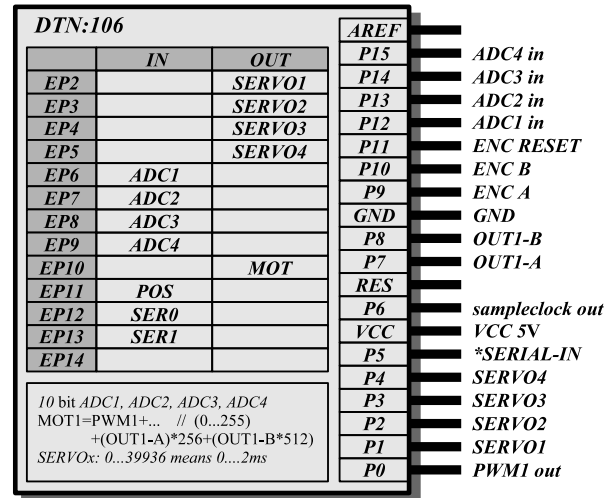 DTN:106
IN OUT
EP2 SERVO1
EP3 SERVO2
EP4 SERVO3
EP5 SERVO4
EP6 ADC1
EP7 ADC2
EP8 ADC3
EP9 ADC4
EP10 MOT
EP11 POS
EP12 SER0
EP13 SER1
EP14
10 bit ADC1, ADC2, ADC3, ADC4
MOT1=PWM1+... // (0...255)
+(OUT1-A)*256+(OUT1-B*512)
SERVOx: 0...39936 means 0....2ms
AREF
P15 ADC4 in
P14 ADC3 in
P13 ADC2 in
P12 ADC1 in
P11 ENC RESET
P10 ENC B
P9 ENC A
GND GND
P8 OUT1-B
P7 OUT1-A
RES
P6 sampleclock out
VCC VCC 5V
P5 *SERIAL-IN
P4 SERVO4
P3 SERVO3
P2 SERVO2
P1 SERVO1
P0 PWM1 out